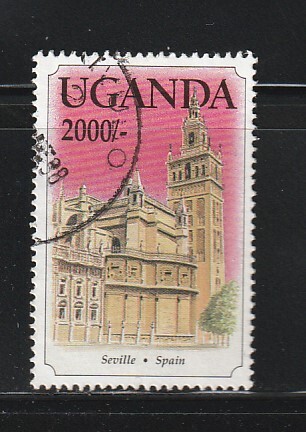 UGANDA
2000/-
Seville • Spain